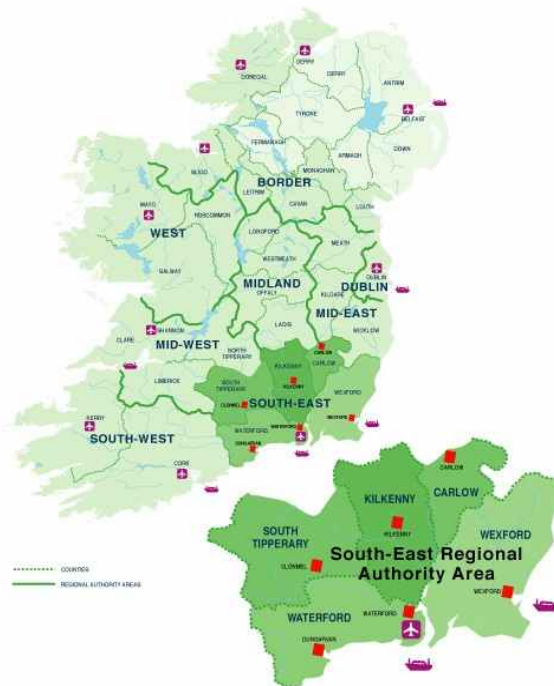 DERRY
DONEGAL
DERRY
ANTRIM
TYRONE
BELFAST
FERMANAGH
DOWN
ARMAGH
SLIGO
MONAGHAN
BORDER
LEITRIM
CAVAN
MAYO
ROSCOMMON
LOUTH
WEST
LONGFORD
MEATH
WESTMEATH
GALWAY
DUBLIN
MIDLAND
DUBLIN
OFFALY
KILDARE
MID-EAST
SHANNON
LAOIS
WICKLOW
CLARE
MID-WEST
NORTH
TIPPERARY
CARLOW
KILKENNY
CARLOW
LIMERICK
SOUTH
TIPPERARY
KILKENNY
WEXFORD
CLONMEL
SOUTH-EAST
KERRY
WATERFORD
WATERFORD
WEXFORD
SOUTH-WEST
DUNGARVAN
CORK
CARLOW
KILKENNY
CARLOW
SOUTH
TIPPERARY
KILKENNY
WEXFORD
South-East Regional
Authority Area
CLONMEL
COUNTIES
REGIONAL AUTHORITY AREAS
WEXFORD
WATERFORD
WATERFORD
DUNGARVAN